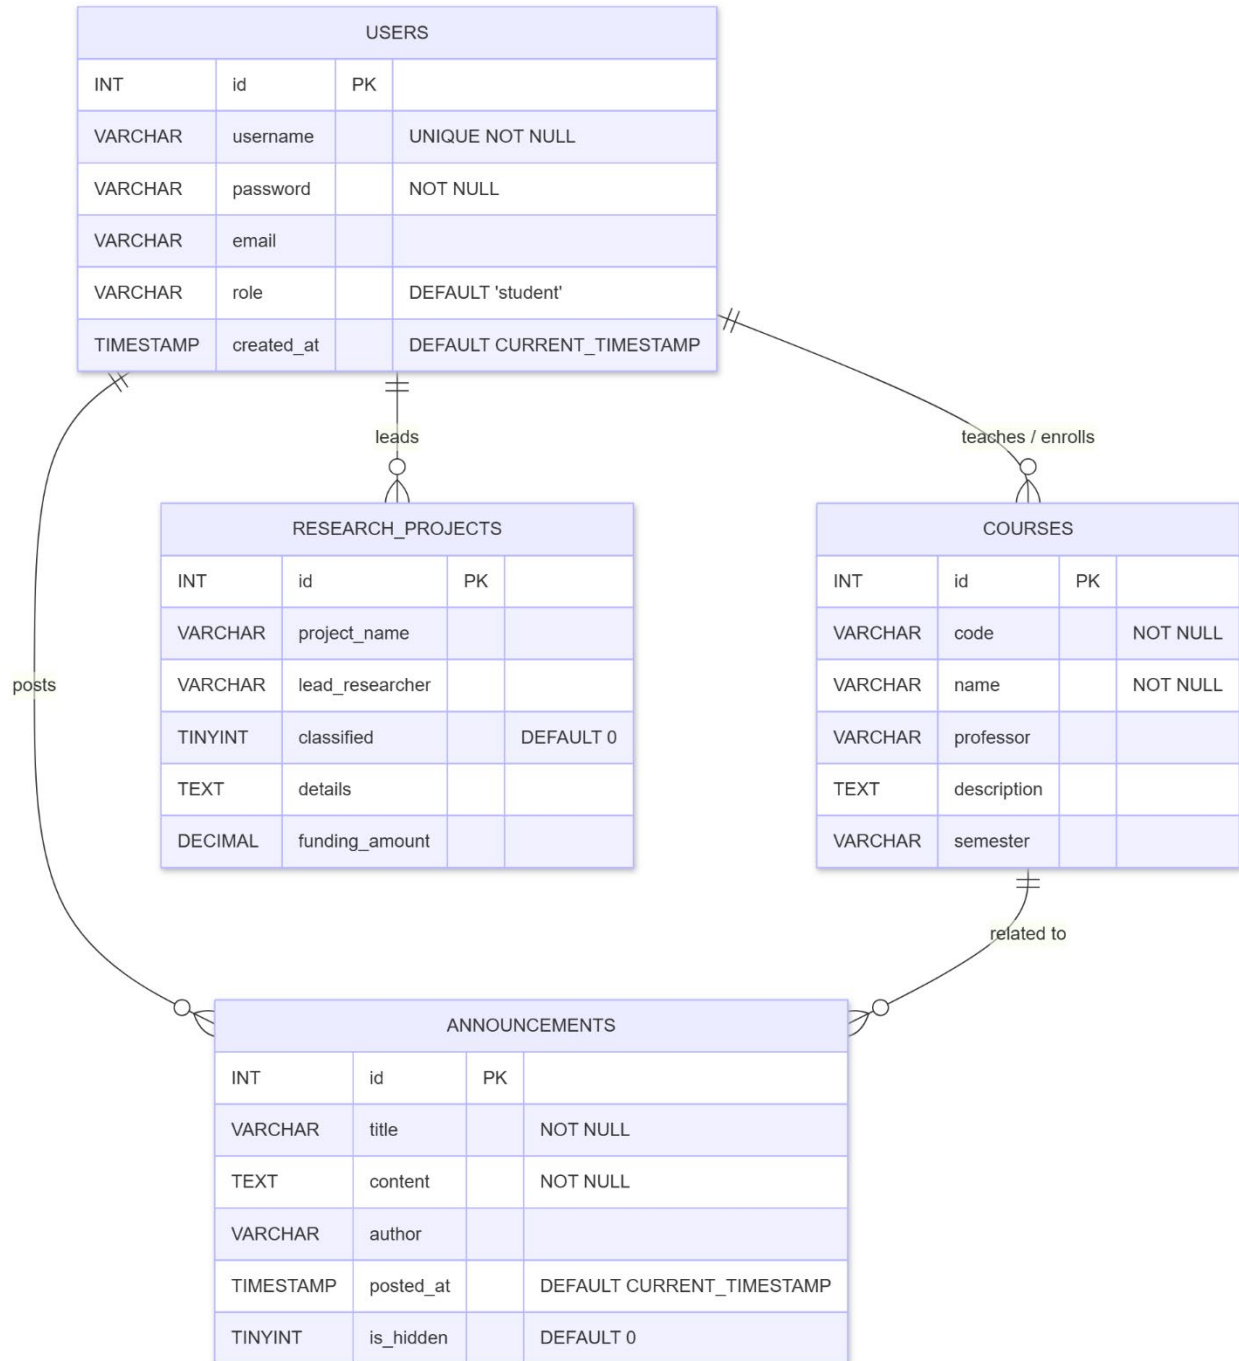 USERS
INT id PK
VARCHAR username UNIQUE NOT NULL
VARCHAR password NOT NULL
VARCHAR email
VARCHAR role DEFAULT 'student'
TIMESTAMP created_at DEFAULT CURRENT_TIMESTAMP
leads
teaches / enrolls
RESEARCH_PROJECTS
INT id PK
VARCHAR project_name
VARCHAR lead_researcher
TINYINT classified DEFAULT 0
TEXT details
DECIMAL funding_amount
COURSES
INT id PK
VARCHAR code NOT NULL
VARCHAR name NOT NULL
VARCHAR professor
TEXT description
VARCHAR semester
posts
related to
ANNOUNCEMENTS
INT id PK
VARCHAR title NOT NULL
TEXT content NOT NULL
VARCHAR author
TIMESTAMP posted_at DEFAULT CURRENT_TIMESTAMP
TINYINT is_hidden DEFAULT 0